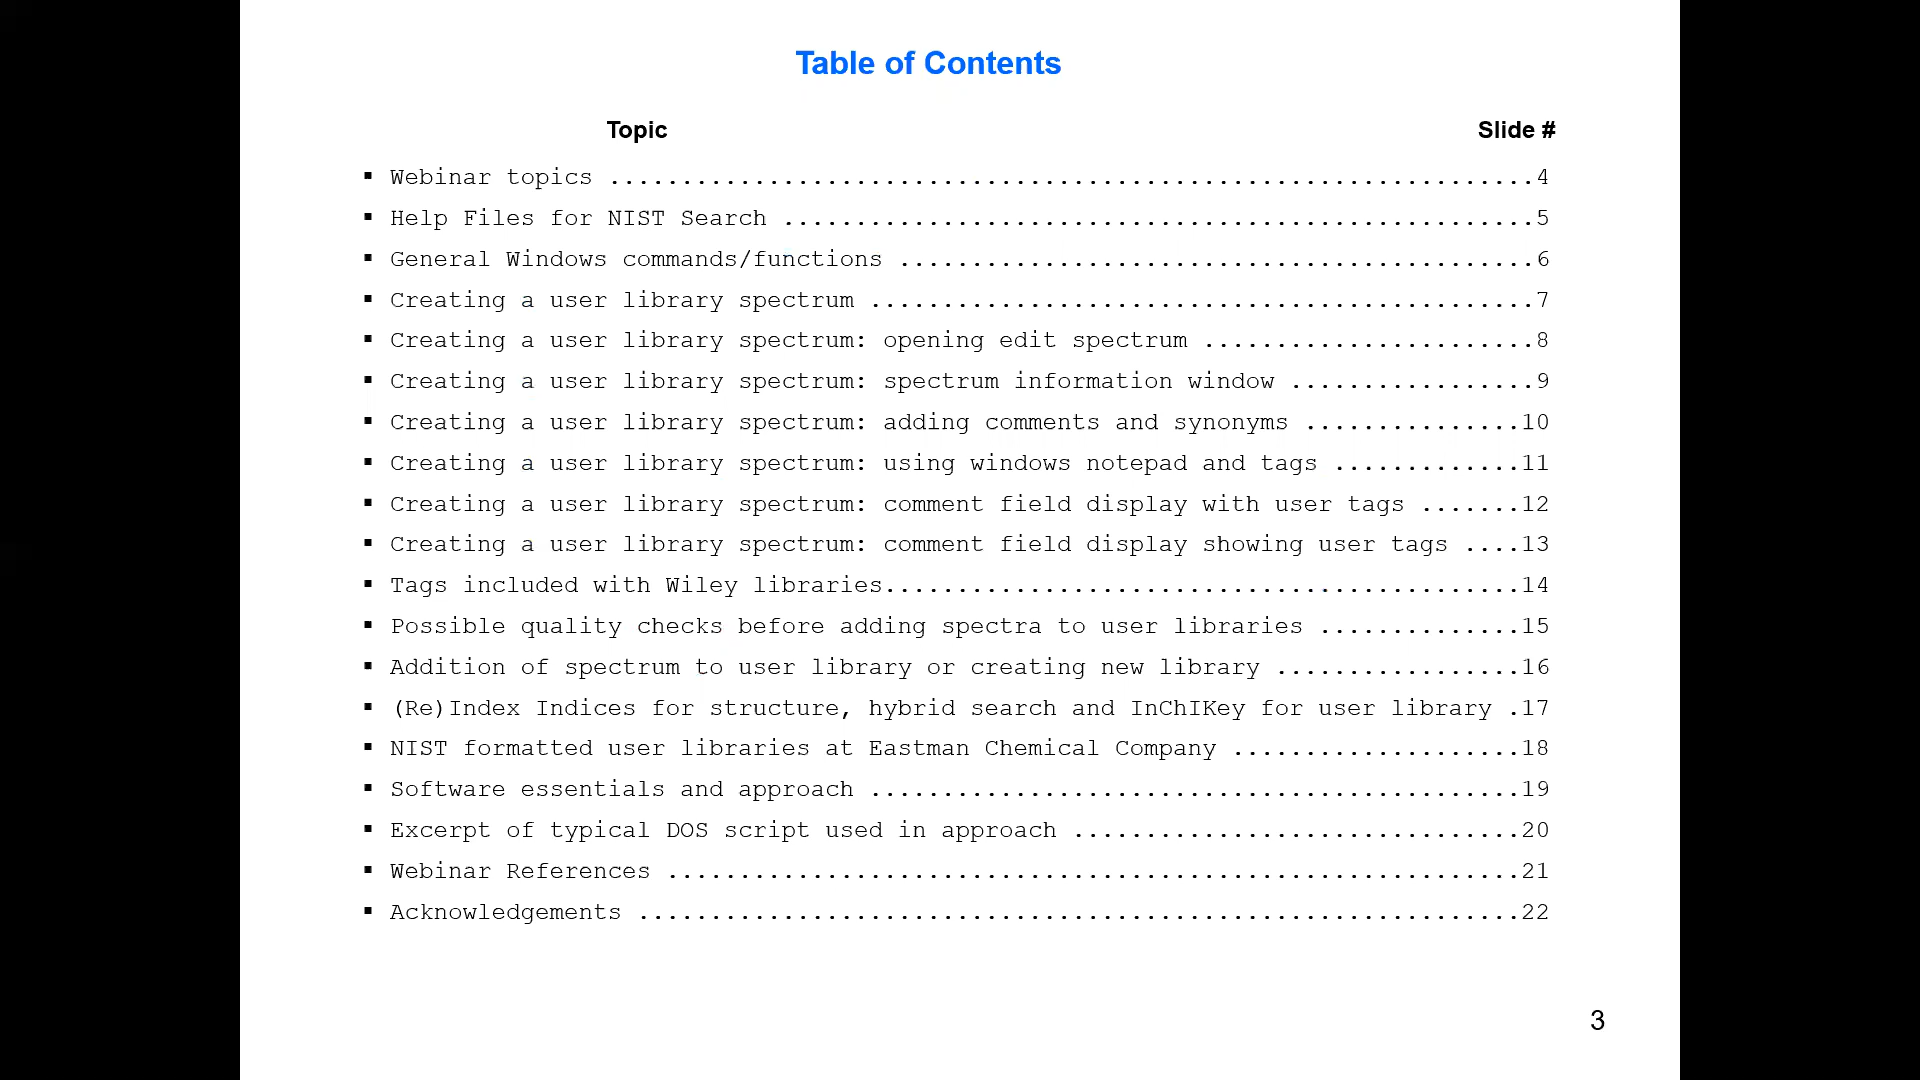 Table of Contents
Topic Slide #
▪ Webinar topics ................................................................4
▪ Help Files for NIST Search ....................................................5
▪ General Windows commands/functions ............................................6
▪ Creating a user library spectrum ..............................................7
▪ Creating a user library spectrum: opening edit spectrum .......................8
▪ Creating a user library spectrum: spectrum information window .................9
▪ Creating a user library spectrum: adding comments and synonyms ...............10
▪ Creating a user library spectrum: using windows notepad and tags .............11
▪ Creating a user library spectrum: comment field display with user tags .......12
▪ Creating a user library spectrum: comment field display showing user tags ....13
▪ Tags included with Wiley libraries............................................14
▪ Possible quality checks before adding spectra to user libraries ..............15
▪ Addition of spectrum to user library or creating new library .................16
▪ (Re)Index Indices for structure, hybrid search and InChIKey for user library .17
▪ NIST formatted user libraries at Eastman Chemical Company ....................18
▪ Software essentials and approach .............................................19
▪ Excerpt of typical DOS script used in approach ...............................20
▪ Webinar References ...........................................................21
▪ Acknowledgements .............................................................22
3